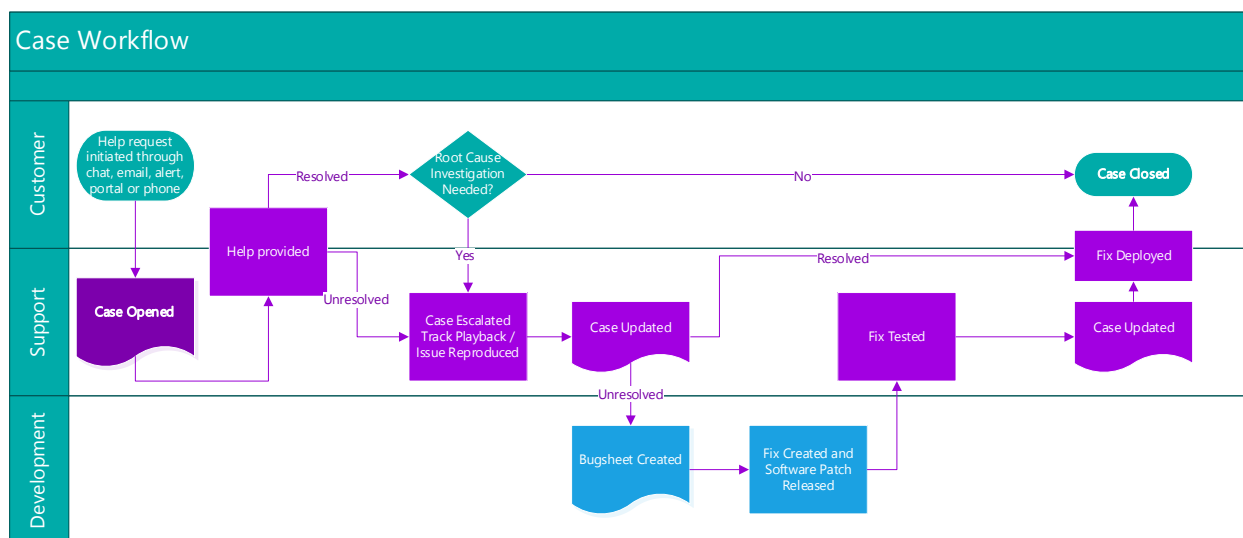 Case Workflow
Customer
Help request
initiated through
chat, email, alert,
portal or phone
Resolved
Root Cause
Investigation
Needed?
No
Case Closed
Help provided
Yes
Support
Case Opened
Unresolved
Case Escalated
Track Playback /
Issue Reproduced
Case Updated
Resolved
Fix Deployed
Fix Tested
Case Updated
Unresolved
Development
Bugsheet Created
Fix Created and
Software Patch
Released